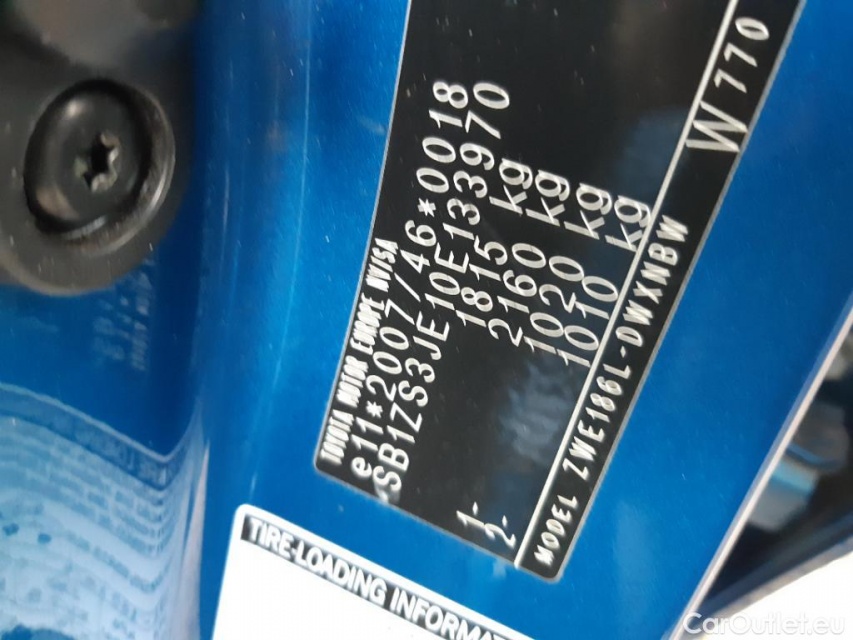 TOYOTA MOTOR EUROPE NV/SA
e11*2007/46*0018
SB1ZS3JE10E133970
1815 kg
2160 kg
1- 1020 kg
2- 1010 kg
MODEL ZWE186L-DWXNBW
W 770
TIRE-LOADING INFORMAT
CarOutlet.eu